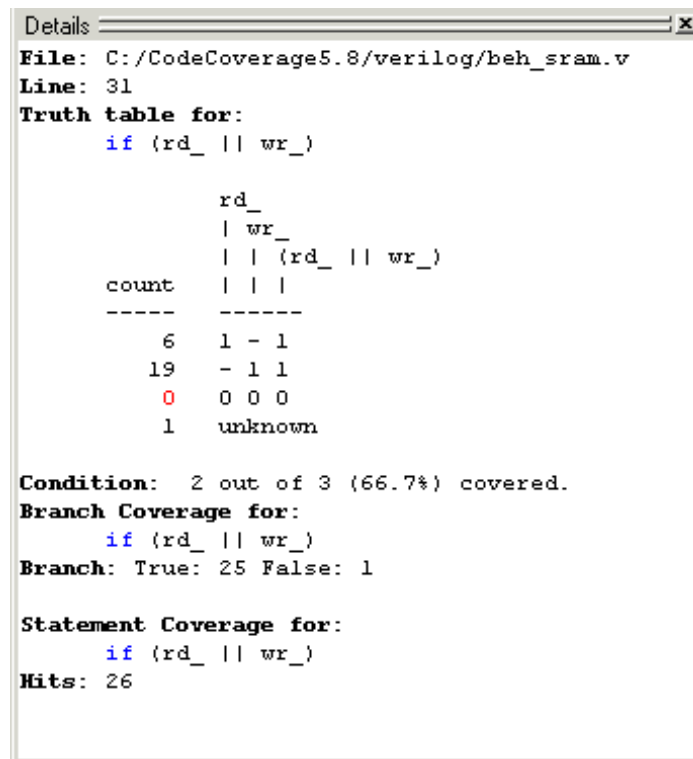 Details
File: C:/CodeCoverage5.8/verilog/beh_sram.v
Line: 31
Truth table for:
if (rd_ || wr_)
rd_
| wr_
| | (rd_ || wr_)
count | | |
----- ------
6 1 - 1
19 - 1 1
0 0 0 0
1 unknown
Condition: 2 out of 3 (66.7%) covered.
Branch Coverage for:
if (rd_ || wr_)
Branch: True: 25 False: 1
Statement Coverage for:
if (rd_ || wr_)
Hits: 26